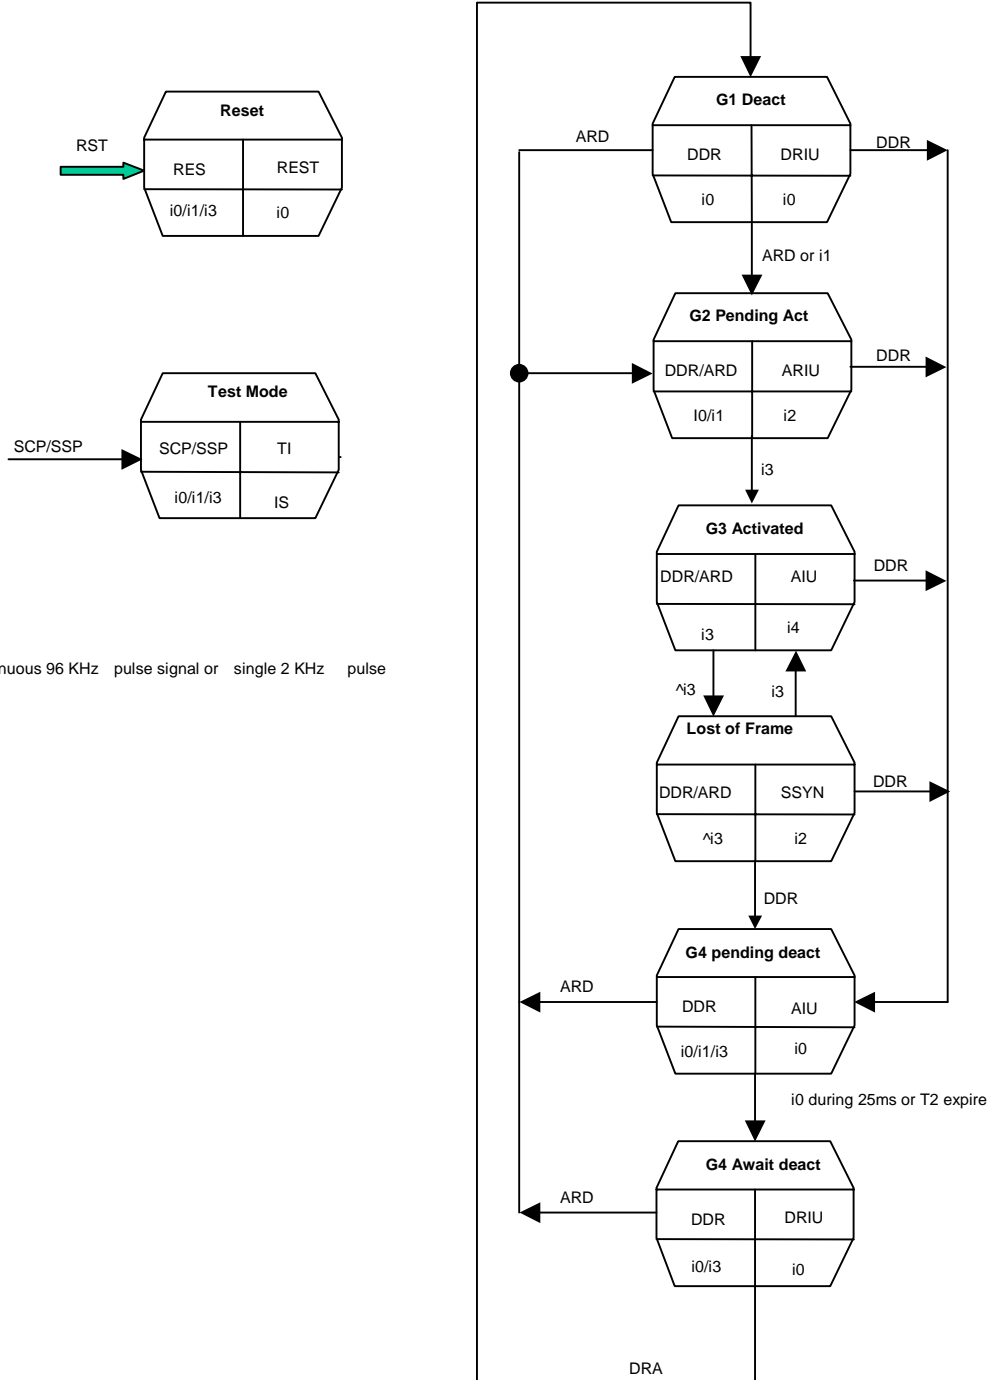 Reset
RST
RES
REST
i0/i1/i3
i0
Test Mode
SCP/SSP
SCP/SSP
TI
i0/i1/i3
IS
96 KHz pulse signal or single 2 KHz pulse
G1 Deact
ARD
DDR
DRIU
DDR
i0
i0
ARD or i1
G2 Pending Act
DDR/ARD
ARIU
DDR
I0/i1
i2
i3
G3 Activated
DDR/ARD
AIU
DDR
i3
i4
^i3
i3
Lost of Frame
DDR/ARD
SSYN
DDR
^i3
i2
DDR
G4 pending deact
ARD
DDR
AIU
i0/i1/i3
i0
i0 during 25ms or T2 expire
G4 Await deact
ARD
DDR
DRIU
i0/i3
i0
DRA